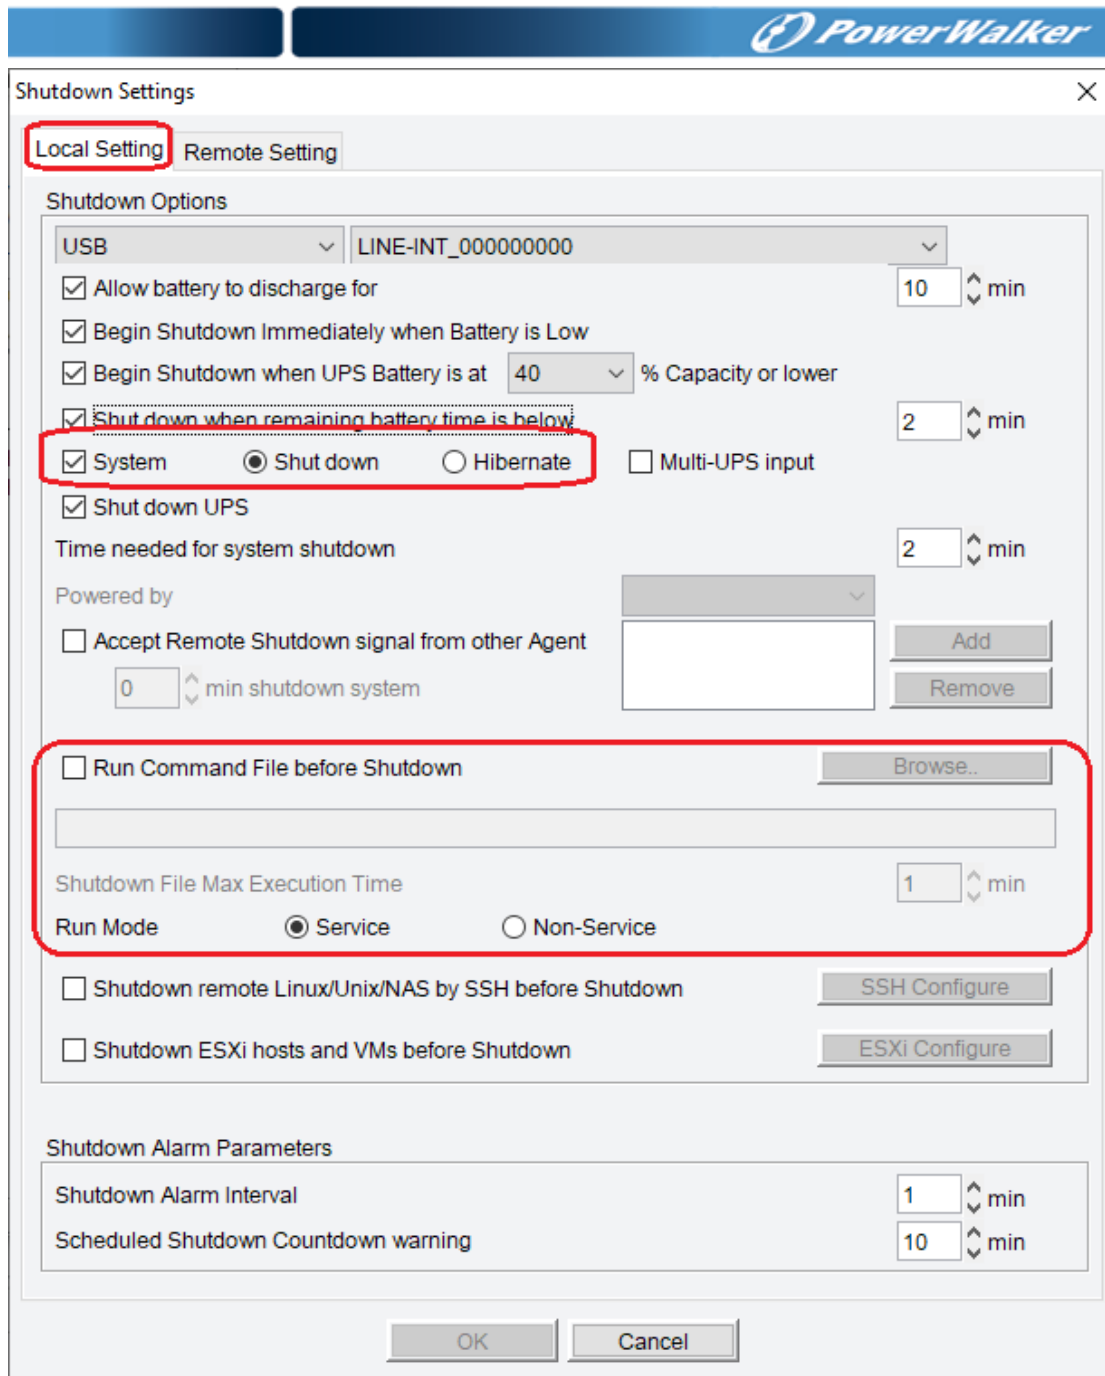 PowerWalker
Shutdown Settings
Local Setting Remote Setting
Shutdown Options
USB LINE-INT_000000000
Allow battery to discharge for 10 min
Begin Shutdown Immediately when Battery is Low
Begin Shutdown when UPS Battery is at 40 % Capacity or lower
Shut down when remaining battery time is below 2 min
System Shut down Hibernate Multi-UPS input
Shut down UPS
Time needed for system shutdown 2 min
Powered by
Accept Remote Shutdown signal from other Agent Add
0 min shutdown system Remove
Run Command File before Shutdown Browse..
Shutdown File Max Execution Time 1 min
Run Mode Service Non-Service
Shutdown remote Linux/Unix/NAS by SSH before Shutdown SSH Configure
Shutdown ESXi hosts and VMs before Shutdown ESXi Configure
Shutdown Alarm Parameters
Shutdown Alarm Interval 1 min
Scheduled Shutdown Countdown warning 10 min
OK Cancel